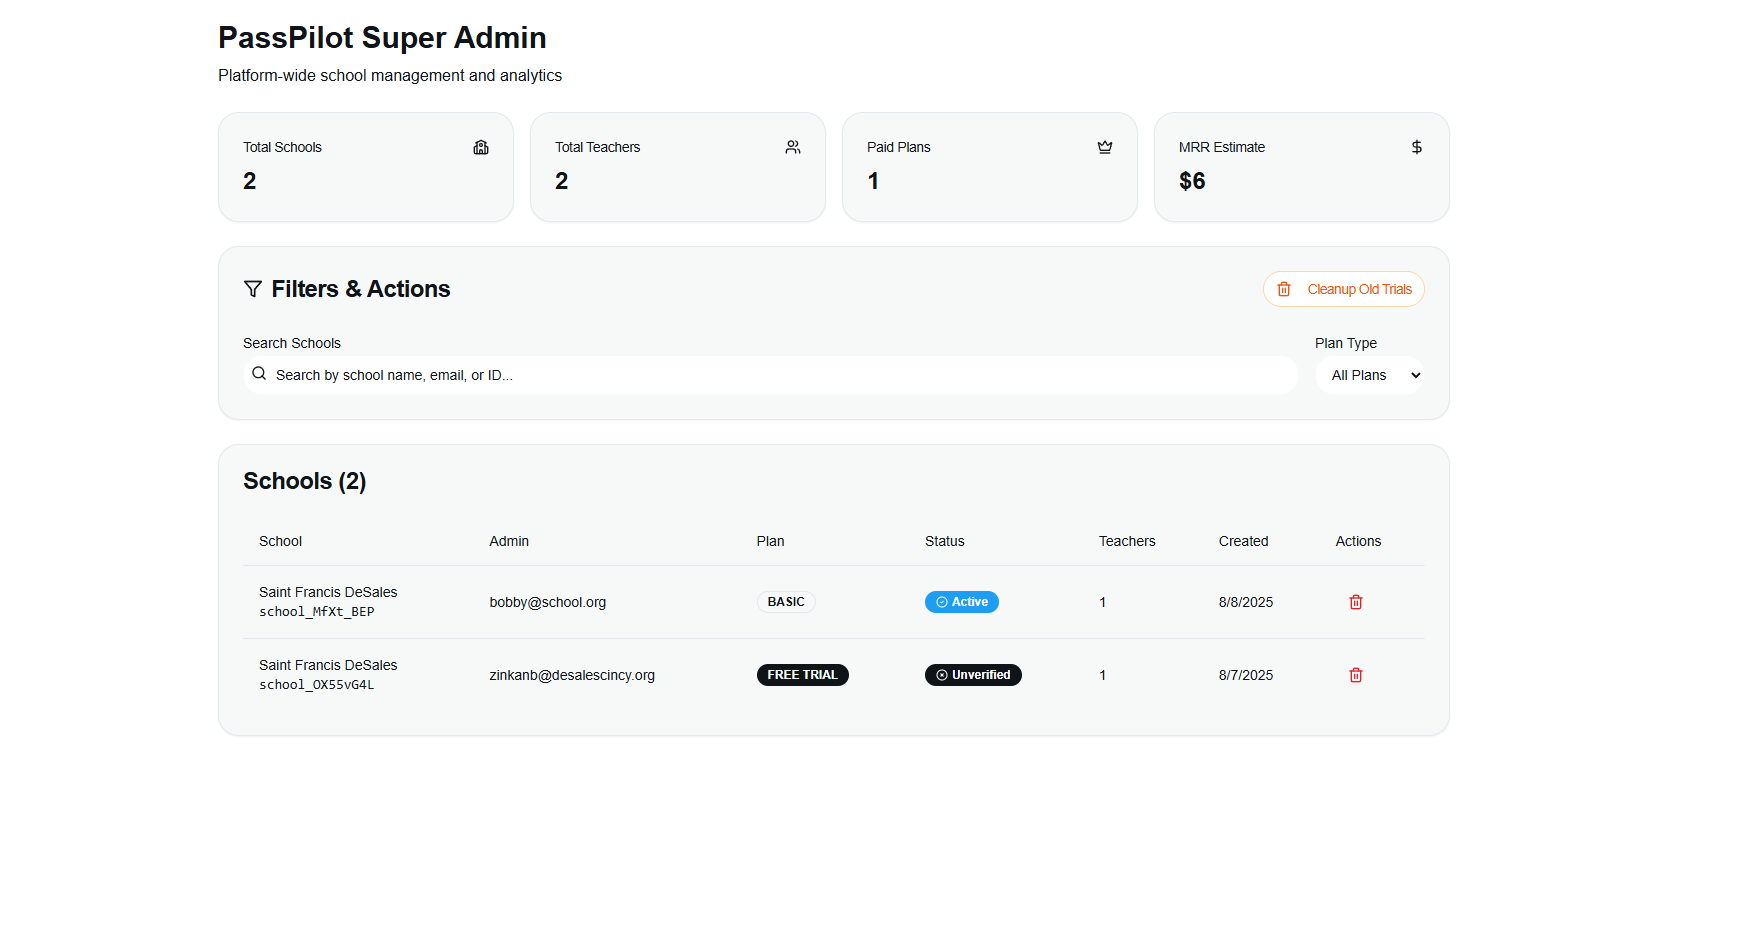 PassPilot Super Admin
Platform-wide school management and analytics
Total Schools
2
Total Teachers
2
Paid Plans
1
MRR Estimate
$6
Filters & Actions
Cleanup Old Trials
Search Schools
Search by school name, email, or ID...
Plan Type
All Plans
Schools (2)
School Admin Plan Status Teachers Created Actions
Saint Francis DeSales
school_MfXt_BEP
bobby@school.org BASIC Active 1 8/8/2025
Saint Francis DeSales
school_OX55vG4L
zinkanb@desalescincy.org FREE TRIAL Unverified 1 8/7/2025